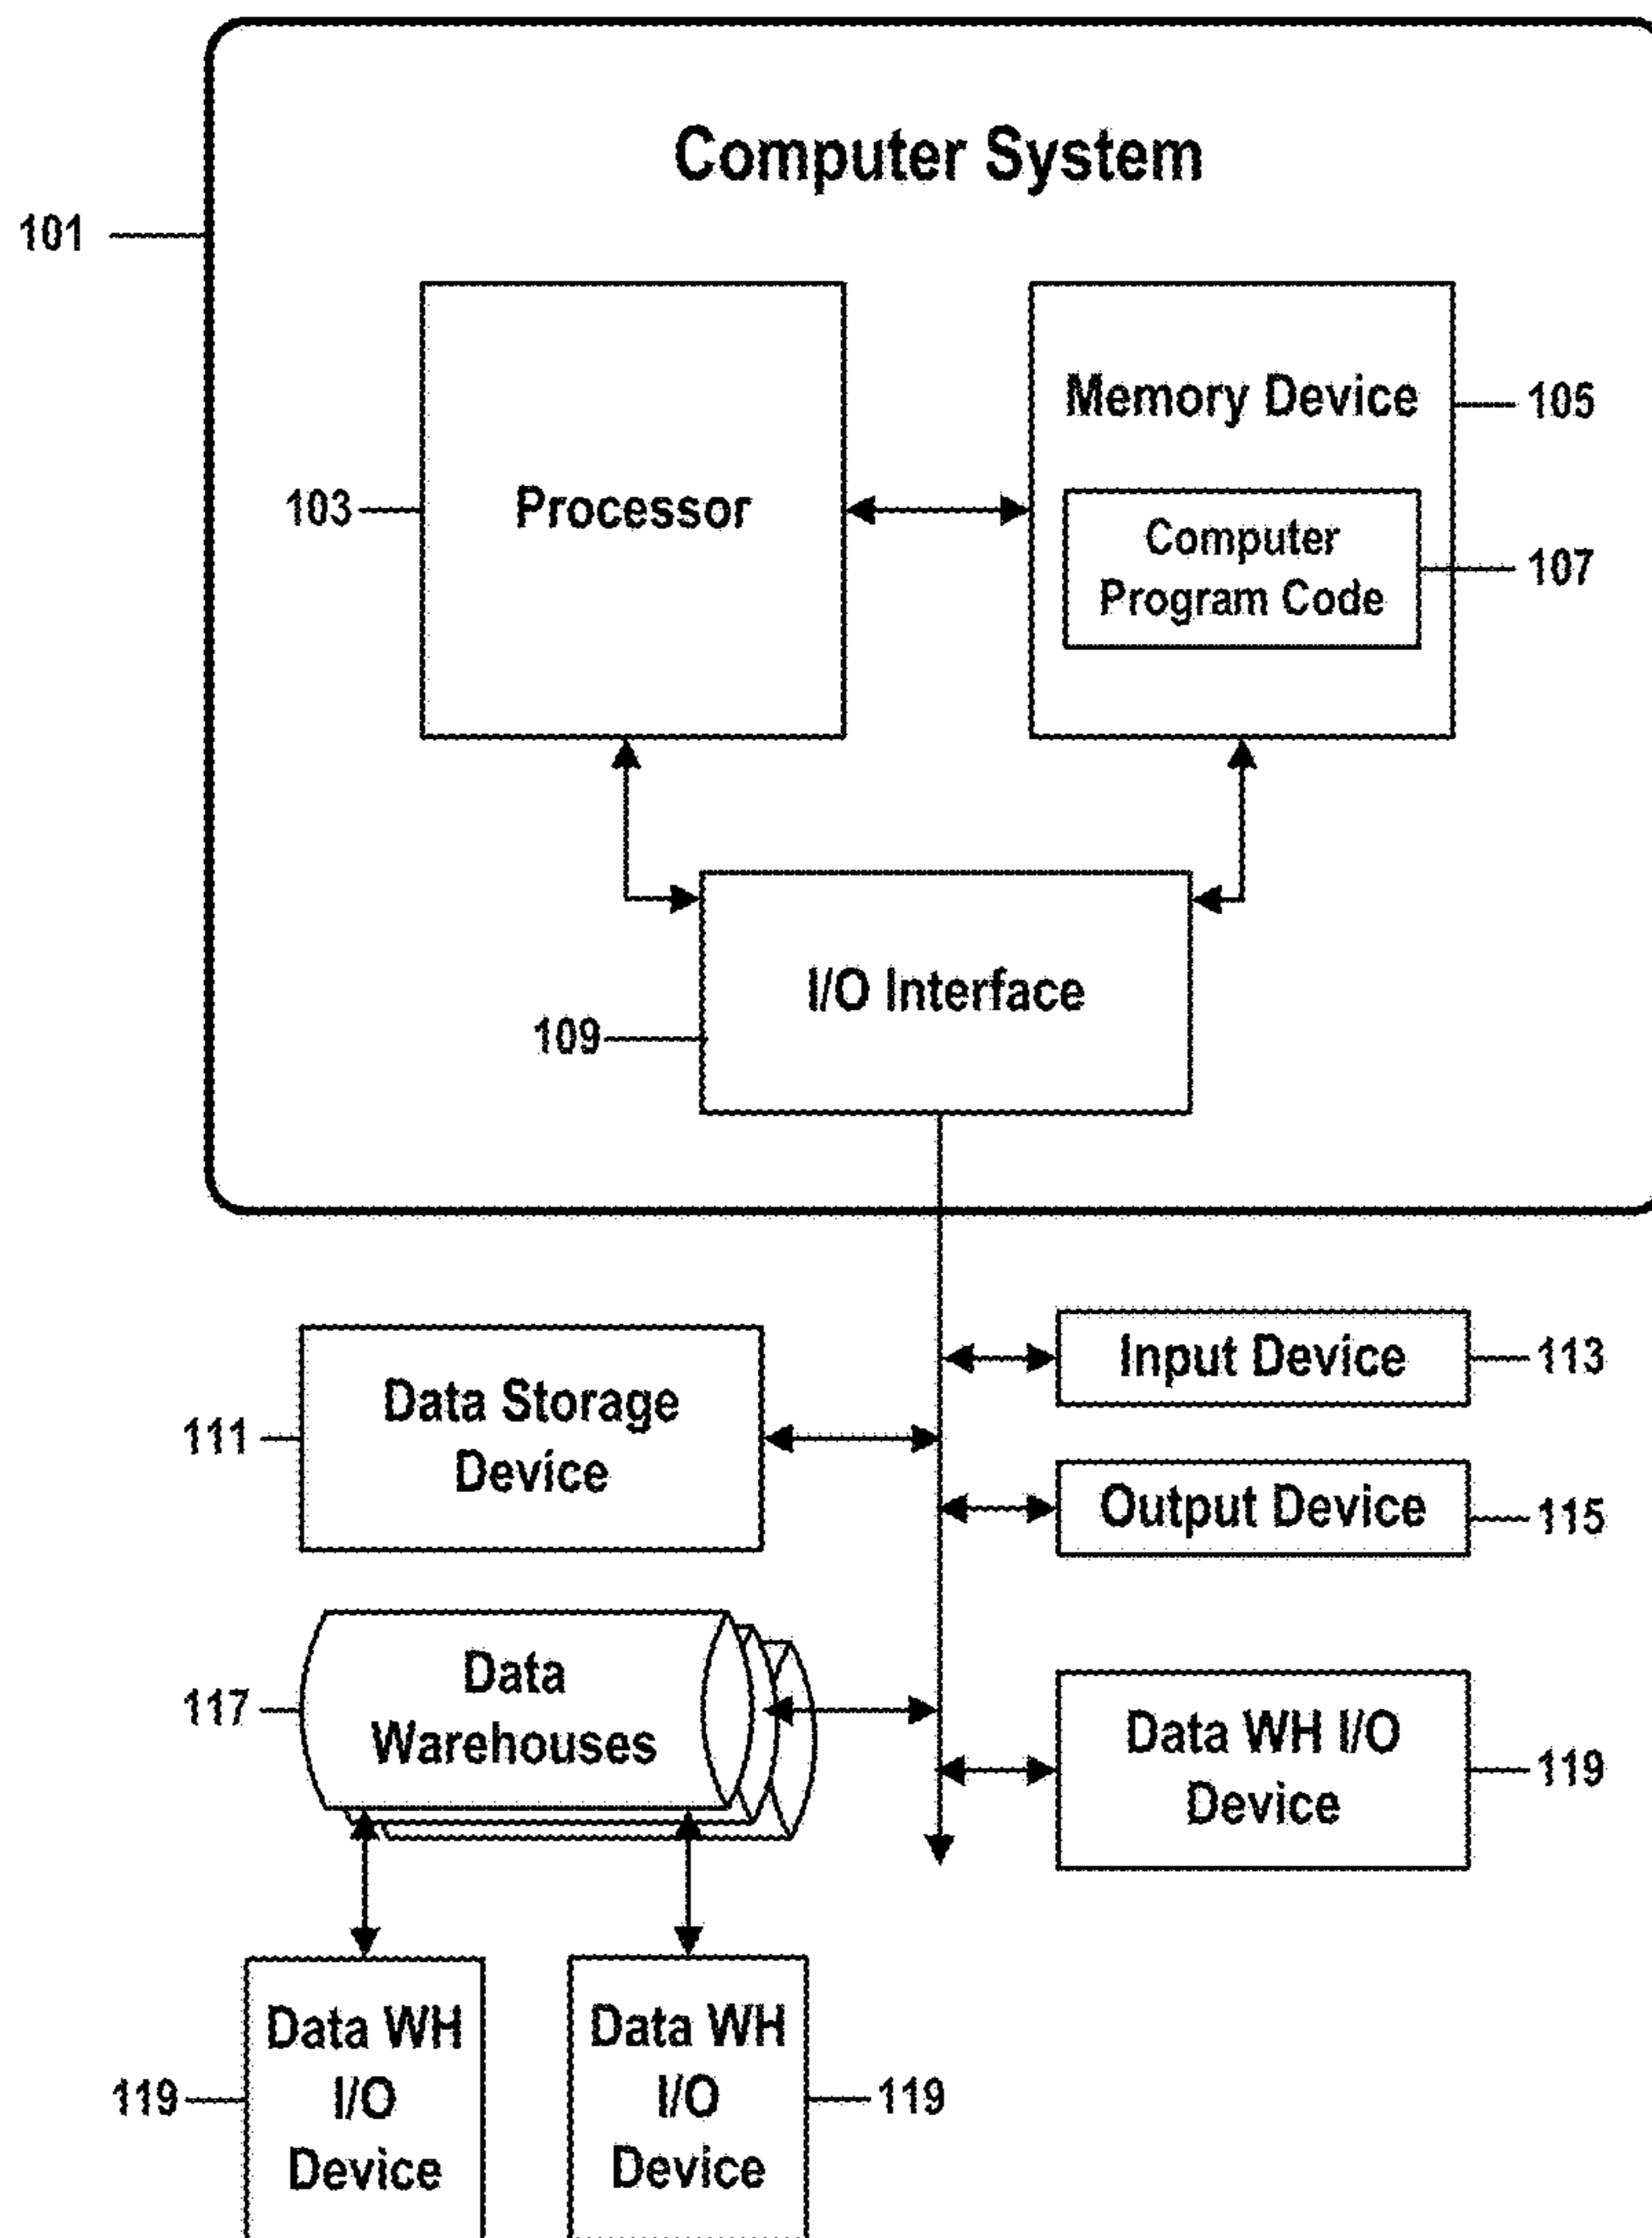 Computer System
101
Processor
103
Memory Device
105
Computer
Program Code
107
I/O Interface
109
Input Device
113
Data Storage
Device
111
Output Device
115
Data
Warehouses
117
Data WH I/O
Device
119
Data WH
I/O
Device
119
Data WH
I/O
Device
119